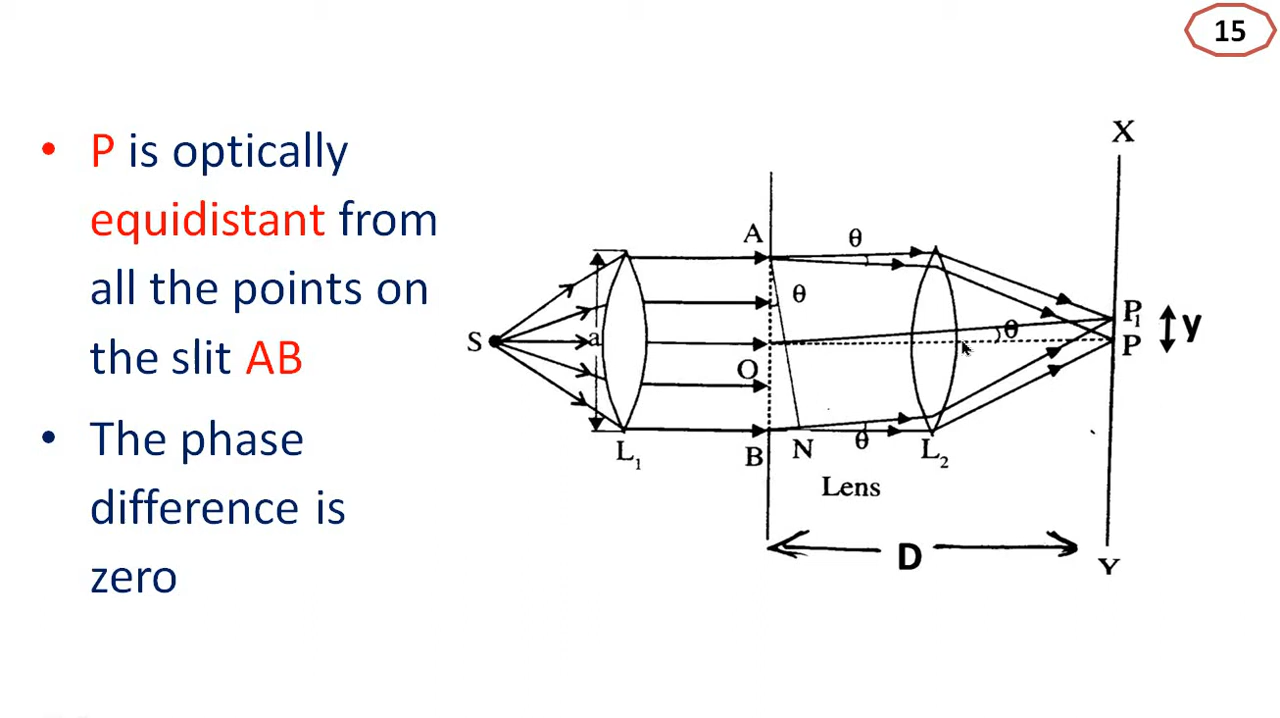 15
• P is optically
equidistant from
all the points on
the slit AB
• The phase
difference is
zero
X
A
θ
θ
P₁
θ
y
S
a
P
O
B
N
θ
L₁
L₂
Lens
D
Y